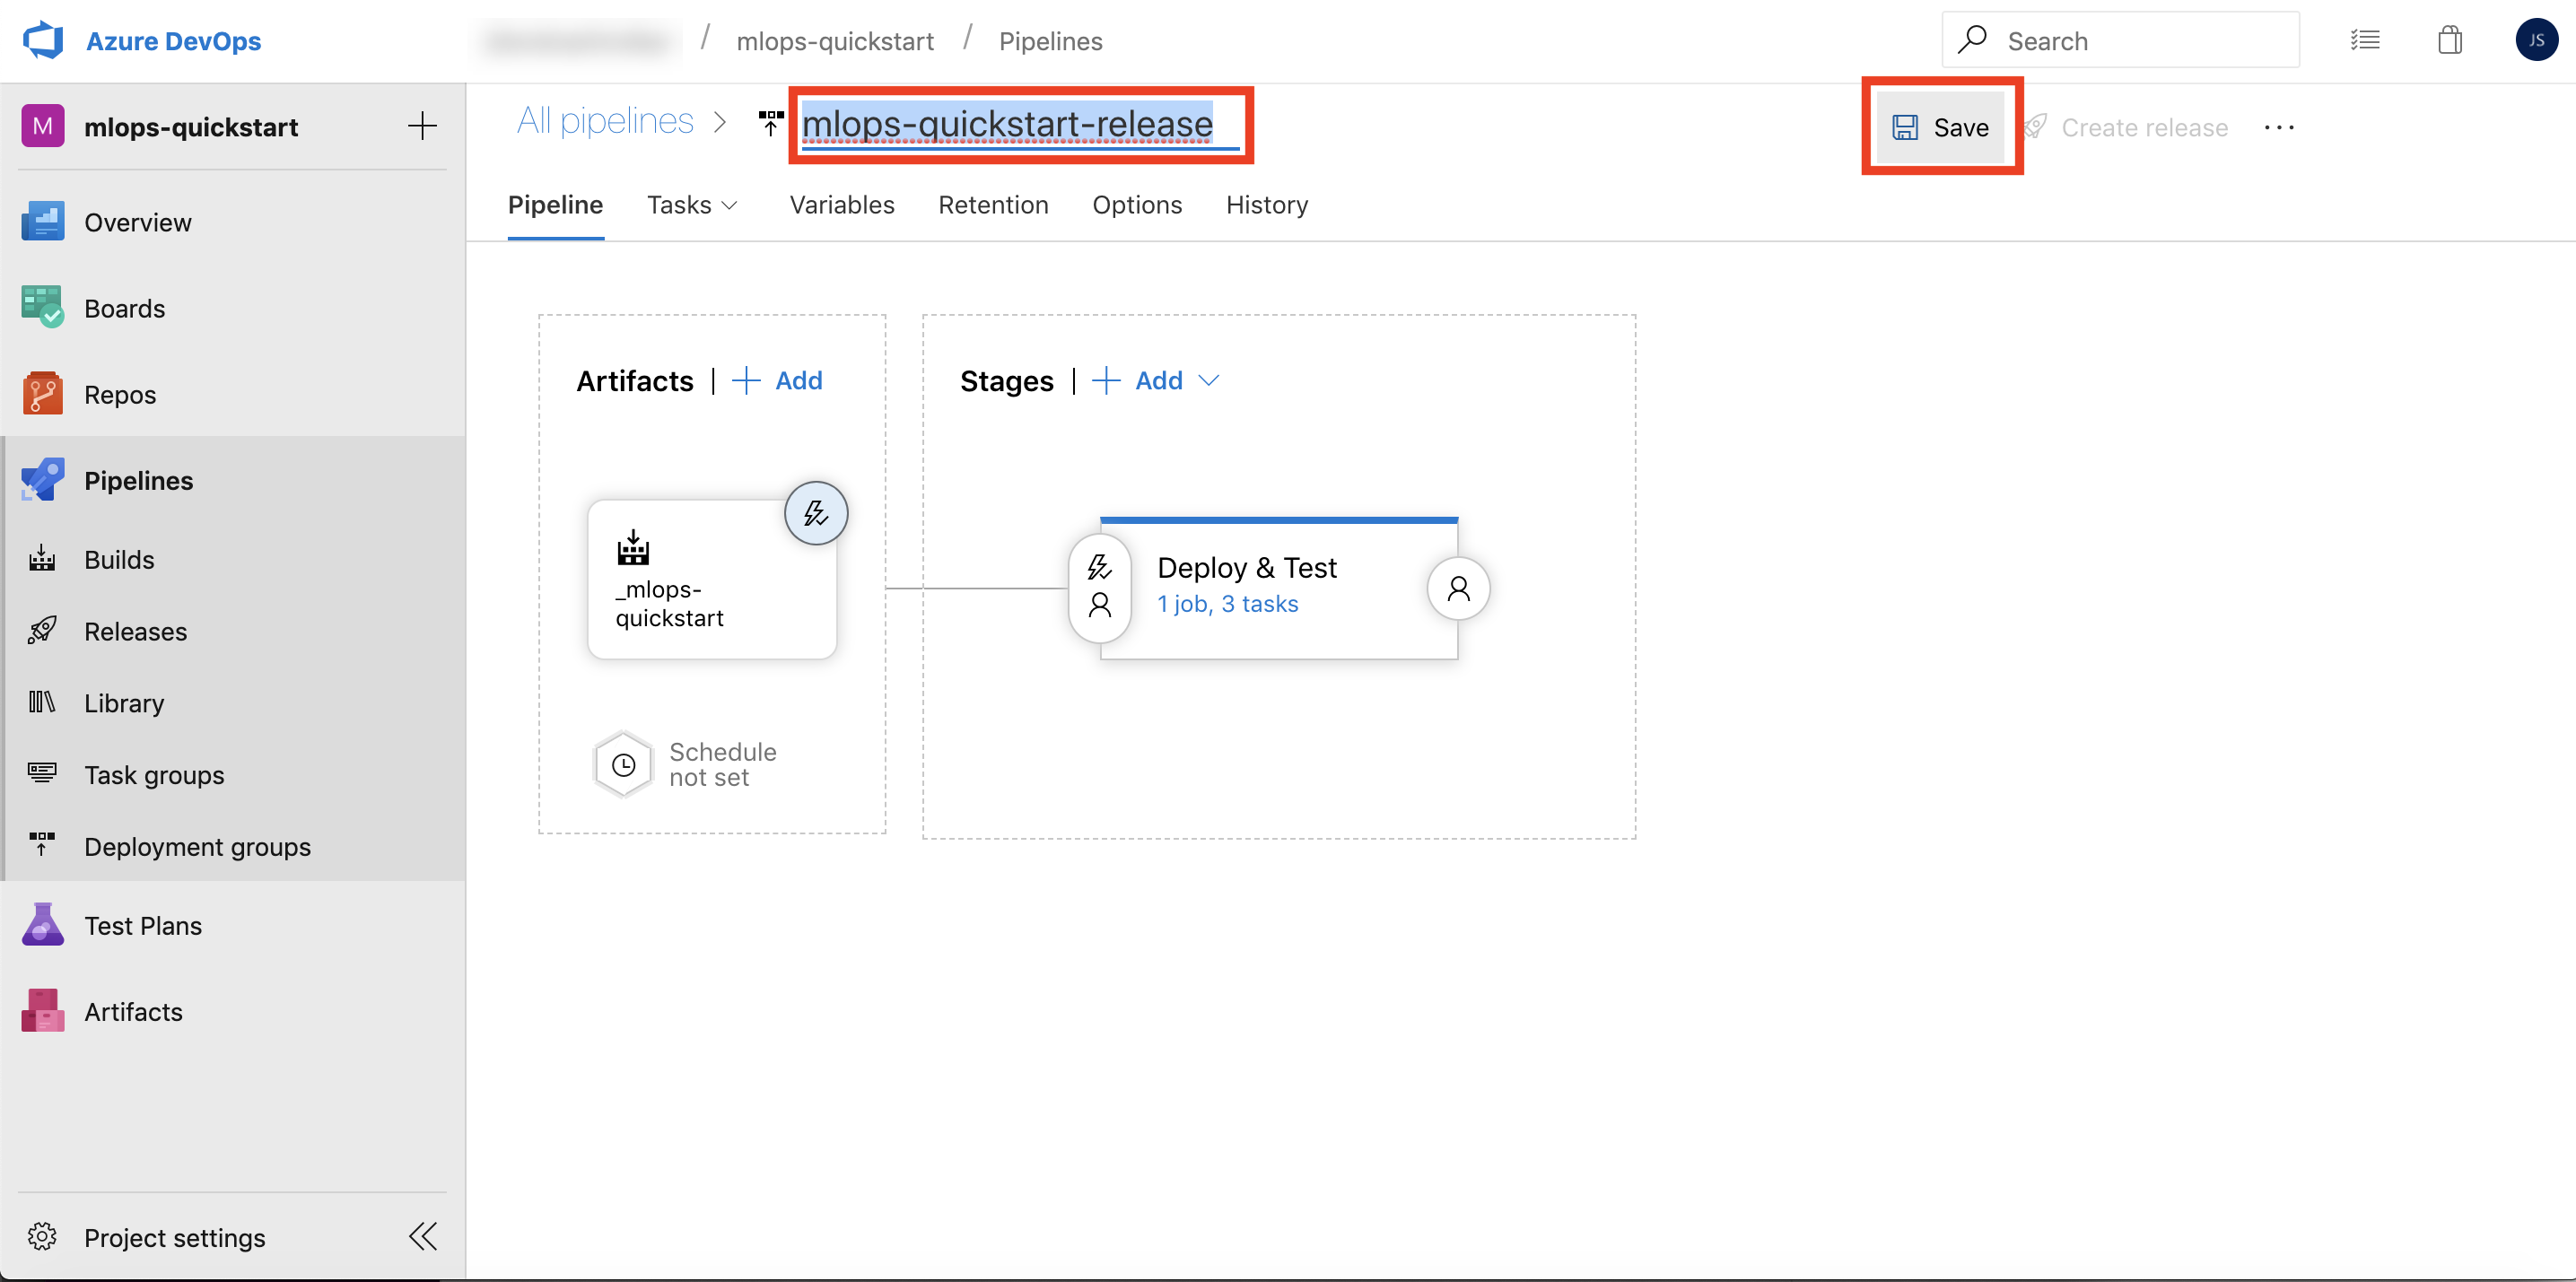 Azure DevOps
/ mlops-quickstart / Pipelines
Search
JS
M mlops-quickstart
Overview
Boards
Repos
Pipelines
Builds
Releases
Library
Task groups
Deployment groups
Test Plans
Artifacts
Project settings
All pipelines > mlops-quickstart-release
Save
Create release
Pipeline Tasks Variables Retention Options History
Artifacts | + Add
_mlops-
quickstart
Schedule
not set
Stages | + Add
Deploy & Test
1 job, 3 tasks